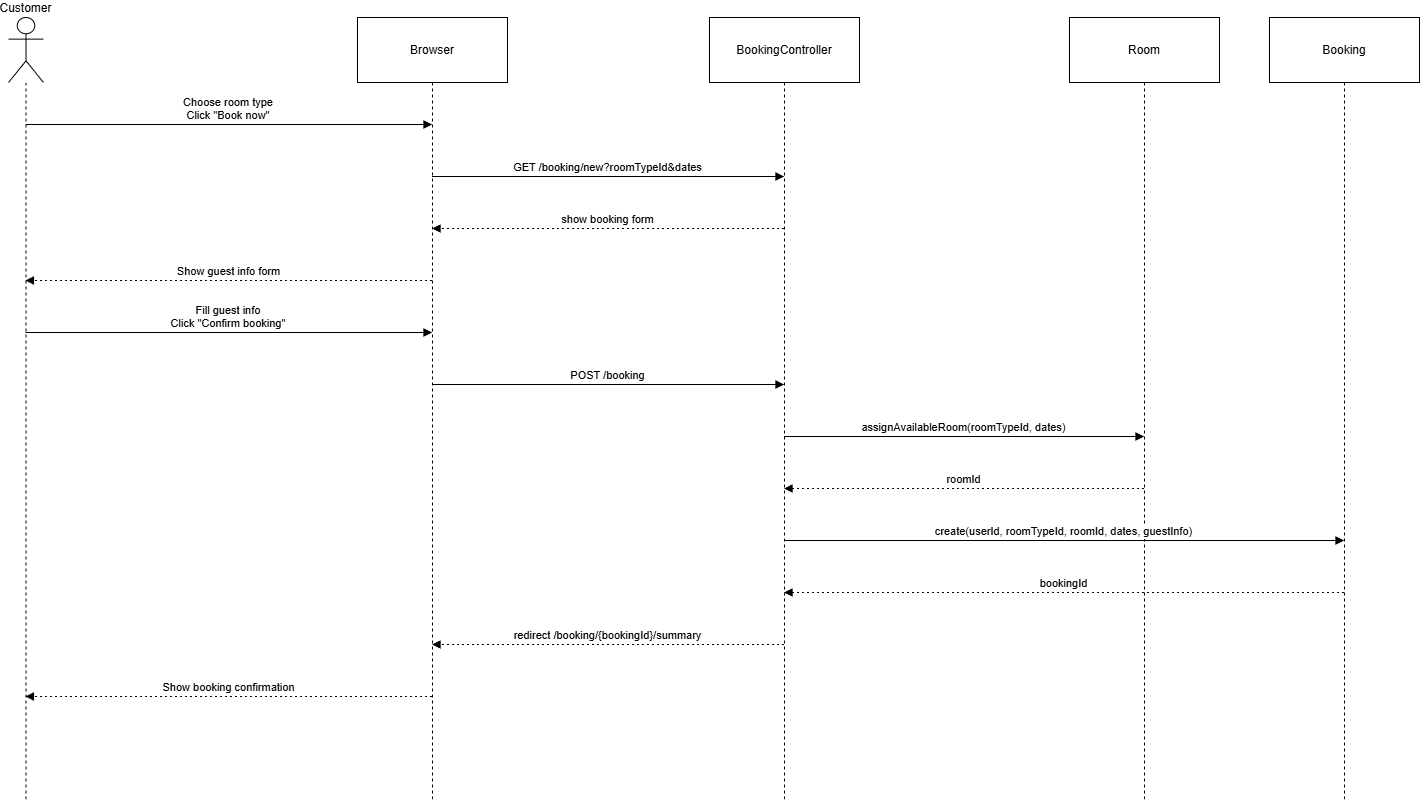 Customer
Browser
BookingController
Room
Booking
Choose room type
Click "Book now"
GET /booking/new?roomTypeId&dates
show booking form
Show guest info form
Fill guest info
Click "Confirm booking"
POST /booking
assignAvailableRoom(roomTypeId, dates)
roomId
create(userId, roomTypeId, roomId, dates, guestInfo)
bookingId
redirect /booking/{bookingId}/summary
Show booking confirmation